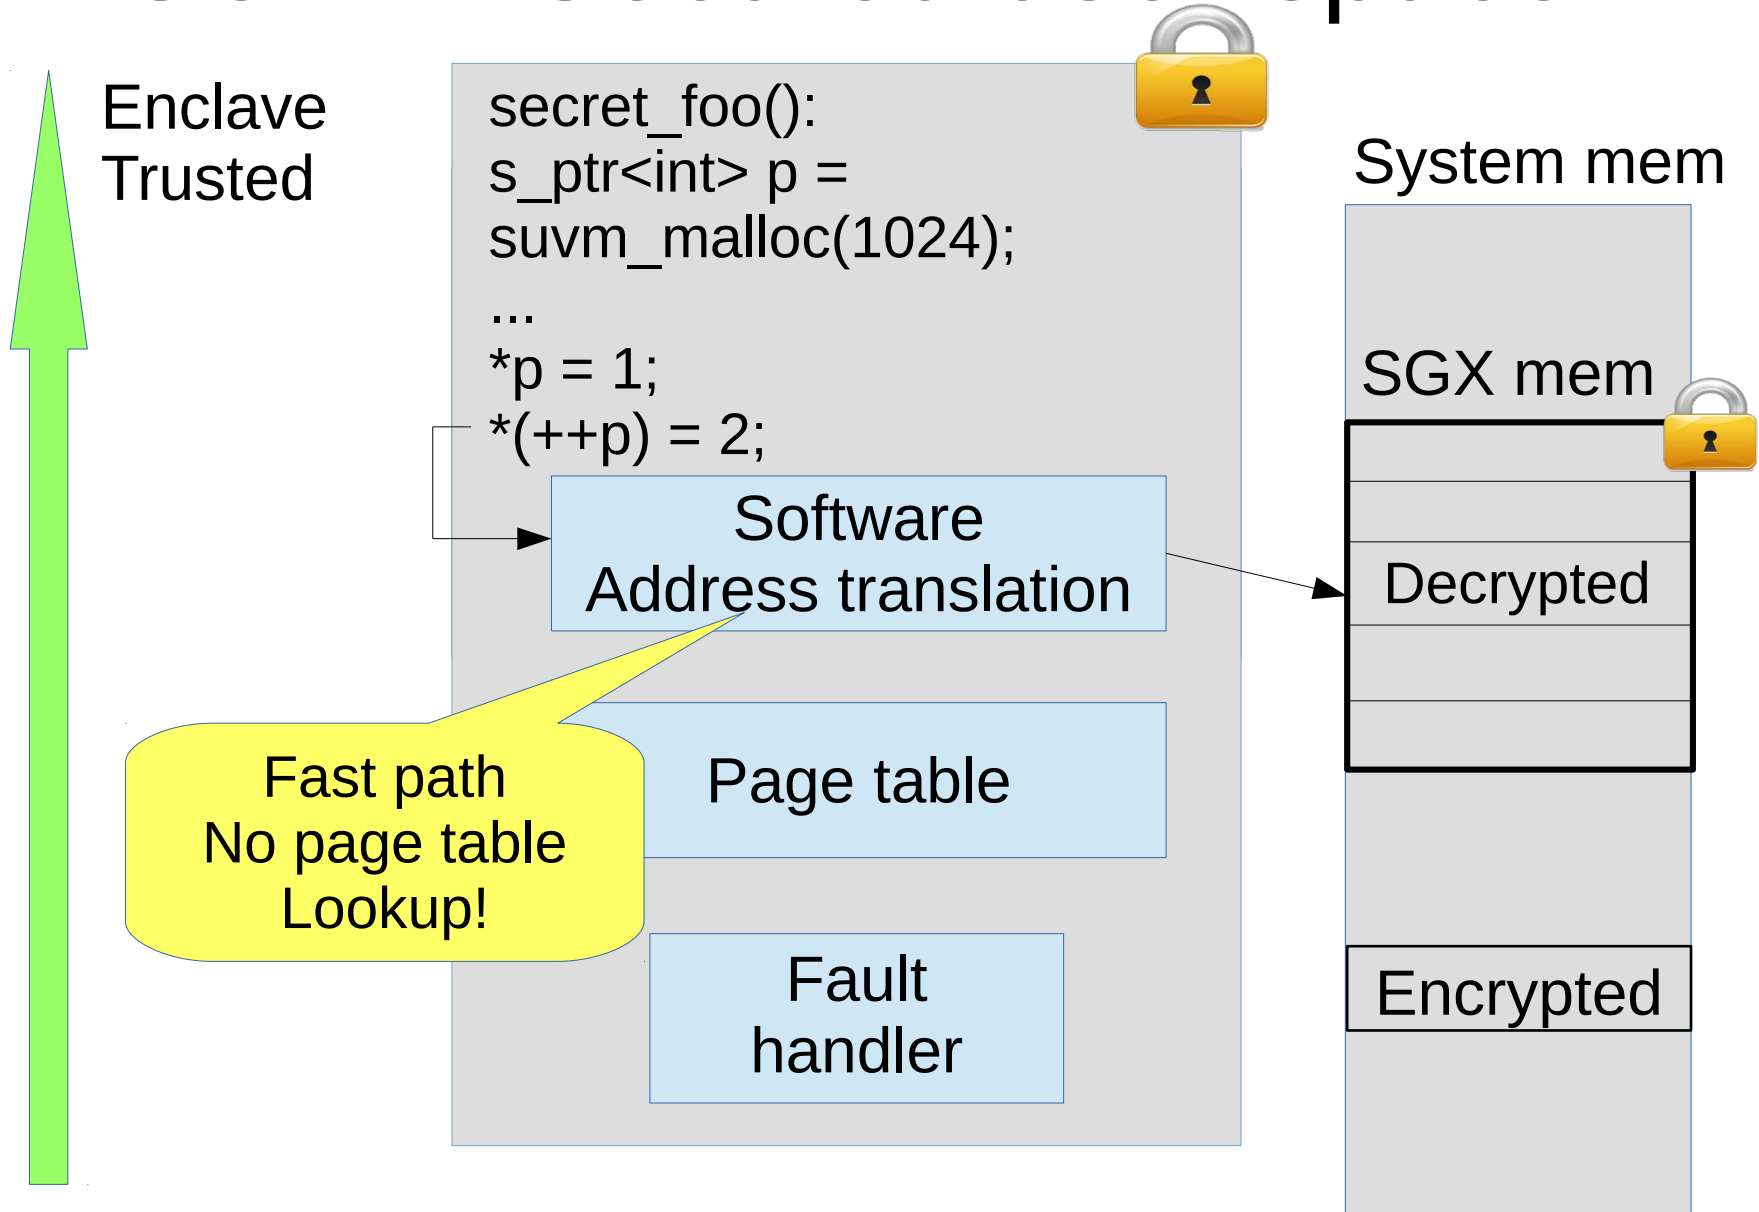 Enclave
Trusted
secret_foo():
s_ptr<int> p =
suvm_malloc(1024);
...
*p = 1;
*(++p) = 2;
Software
Address translation
Fast path
No page table
Lookup!
Page table
Fault
handler
System mem
SGX mem
Decrypted
Encrypted